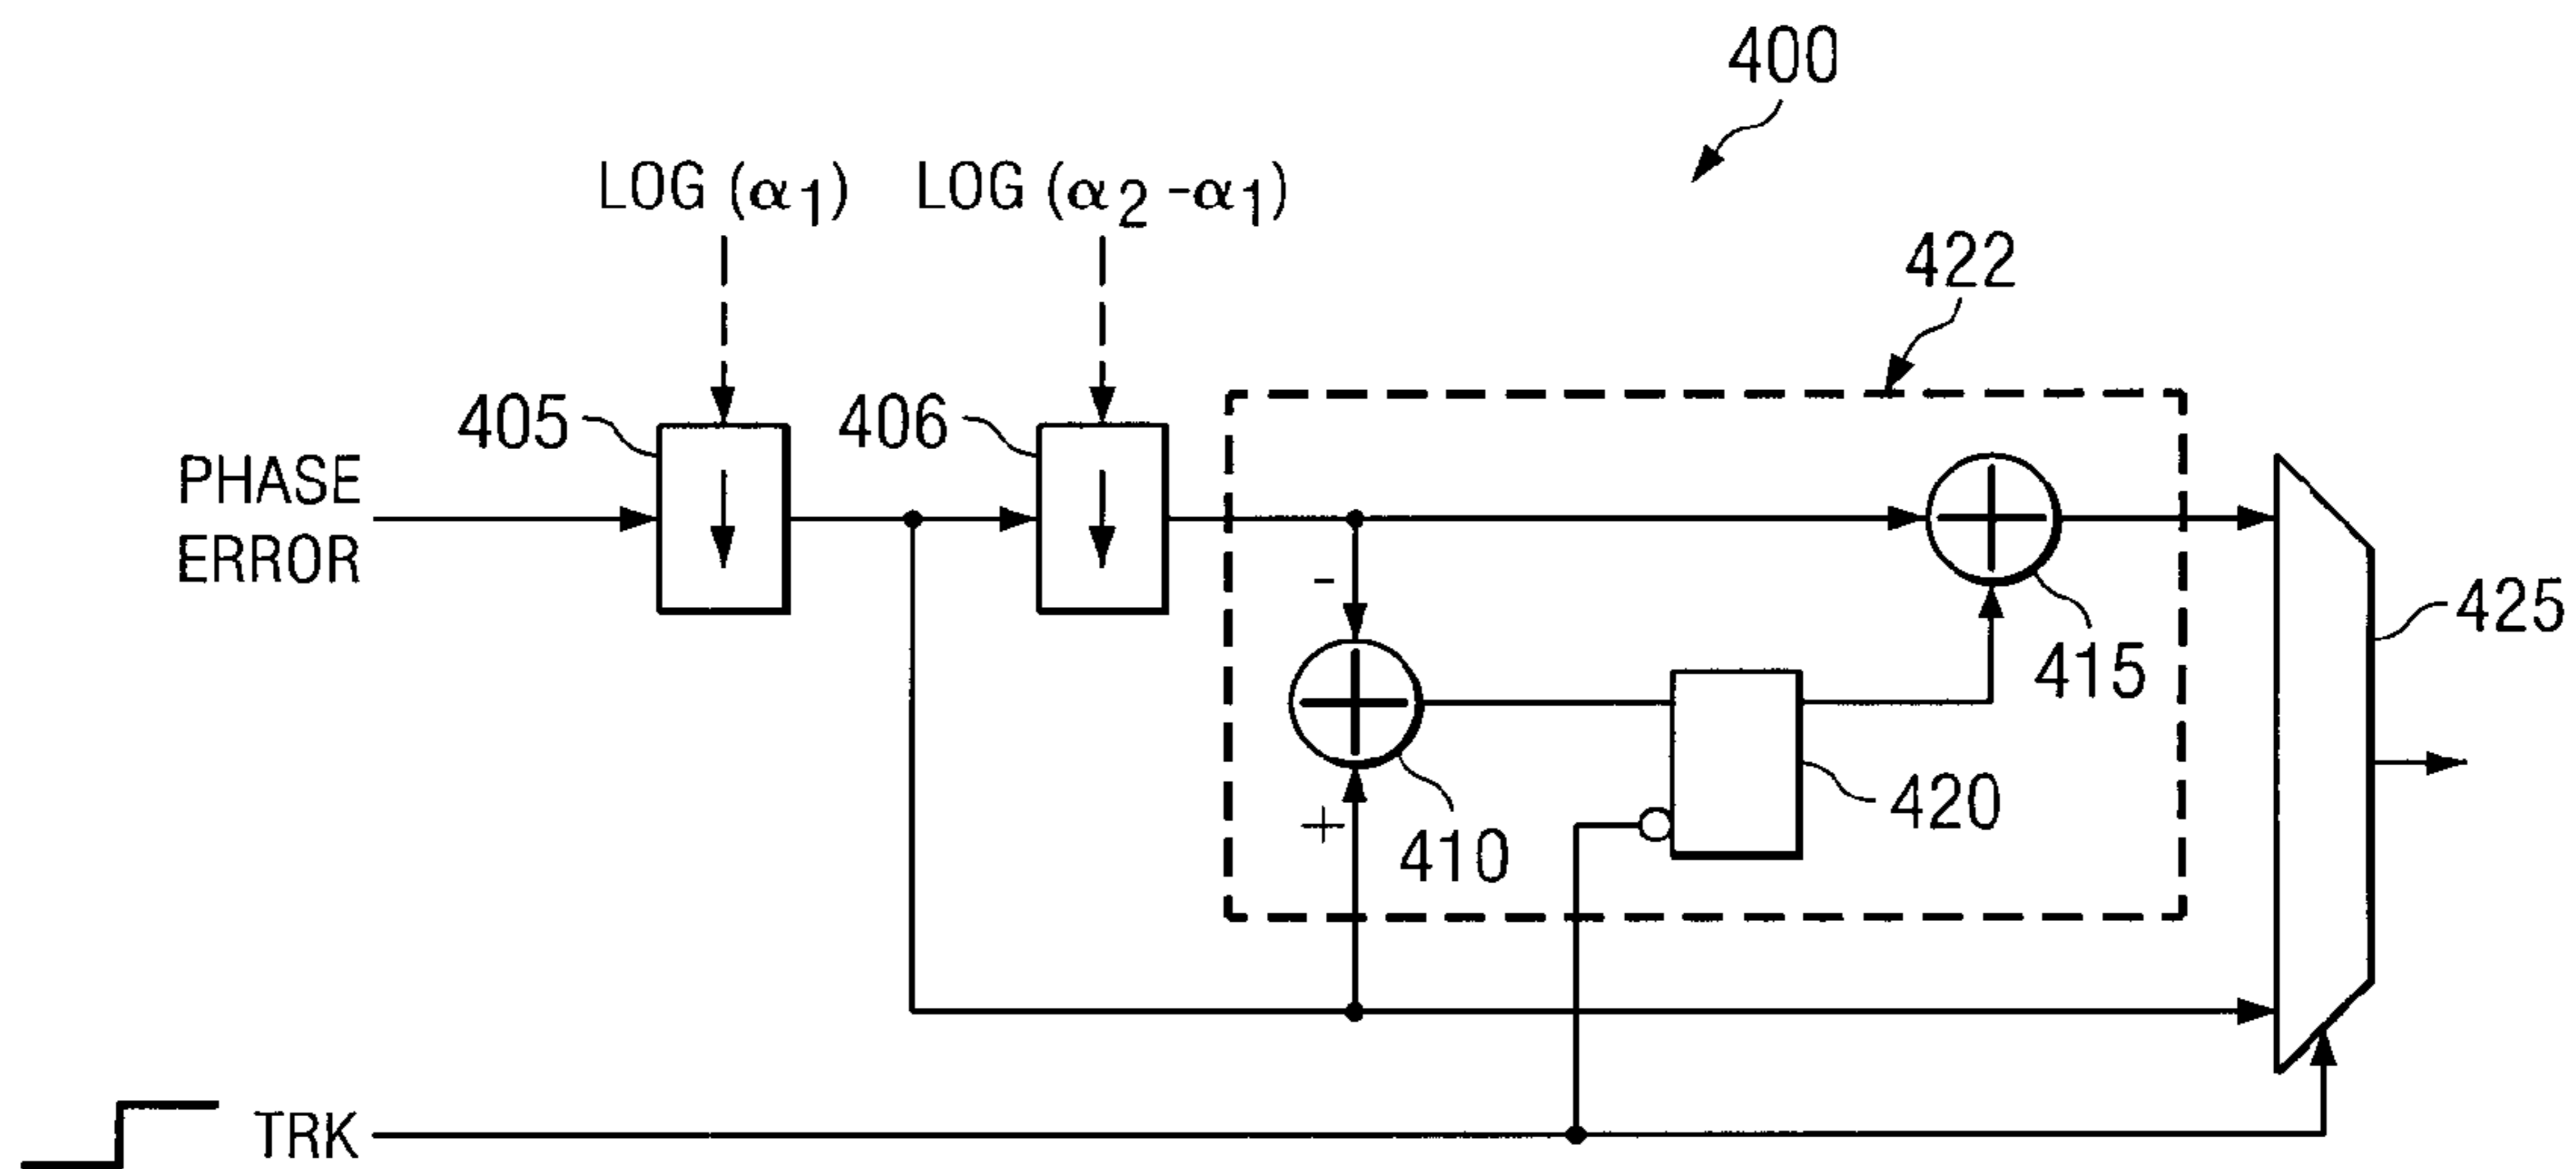 400
LOG (α1) LOG (α2 -α1)
422
405
406
PHASE
ERROR
425
-
415
420
+
410
TRK